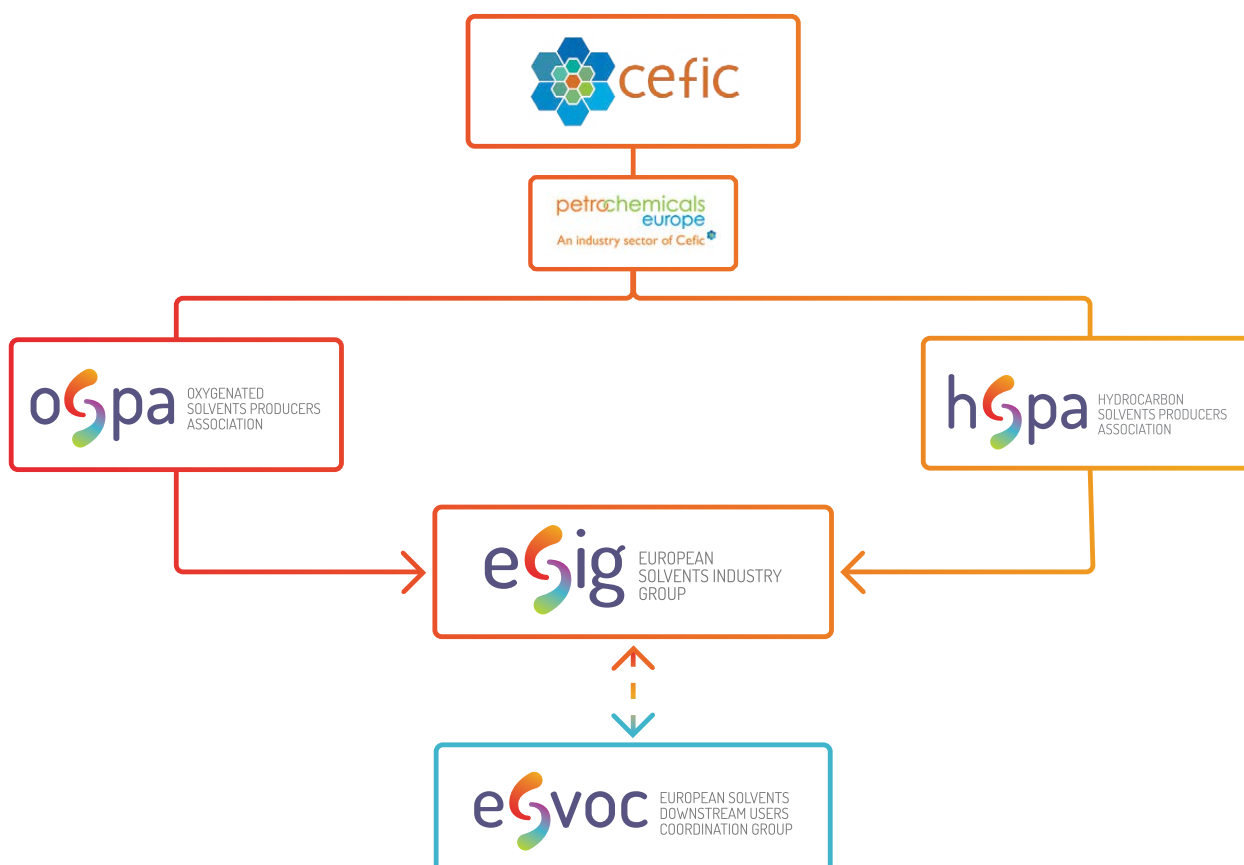 cefic
petrochemicals
europe
An industry sector of Cefic
ospa
OXYGENATED
SOLVENTS PRODUCERS
ASSOCIATION
hspa
HYDROCARBON
SOLVENTS PRODUCERS
ASSOCIATION
esig
EUROPEAN
SOLVENTS INDUSTRY
GROUP
esvoc
EUROPEAN SOLVENTS
DOWNSTREAM USERS
COORDINATION GROUP